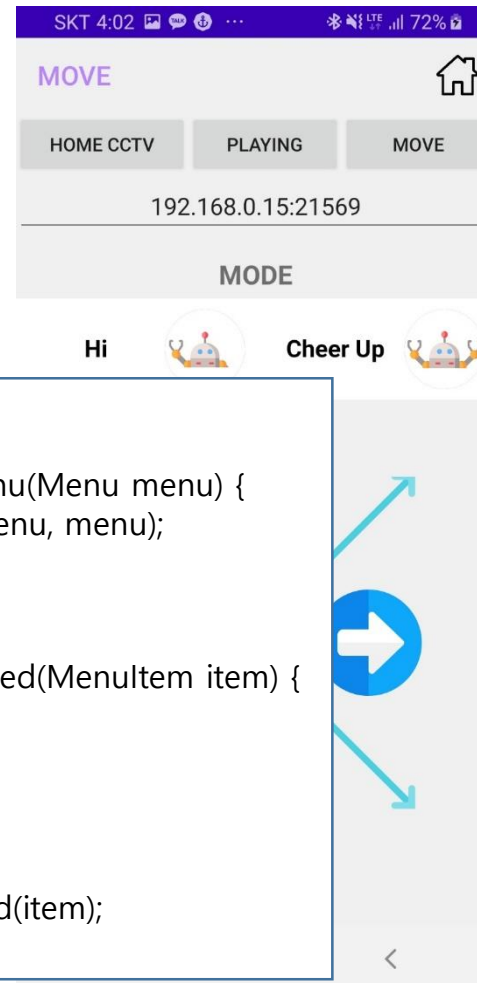 SKT 4:02 ··· LTE 72%
MOVE
HOME CCTV PLAYING MOVE
192.168.0.15:21569
MODE
Hi Cheer Up
nu(Menu menu) {
enu, menu);
ed(MenuItem item) {
d(item);